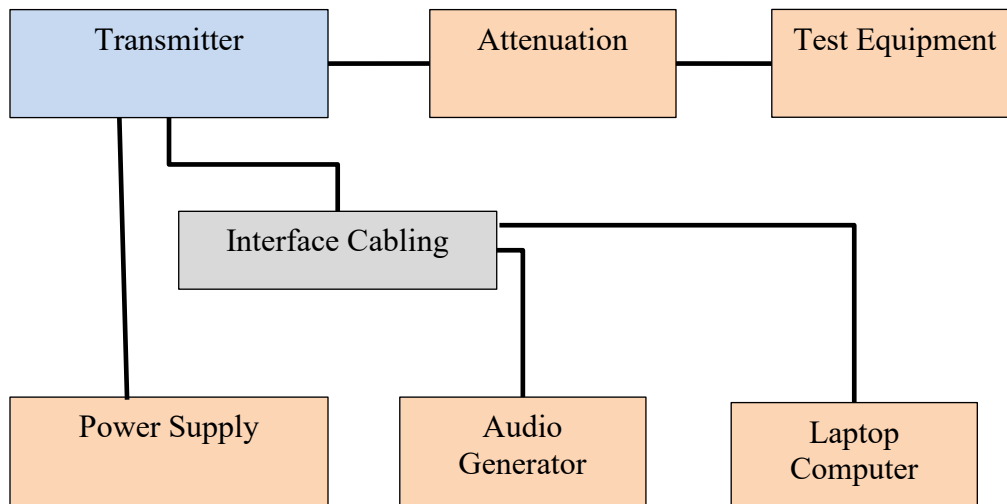 Transmitter
Attenuation
Test Equipment
Interface Cabling
Power Supply
Audio
Generator
Laptop
Computer